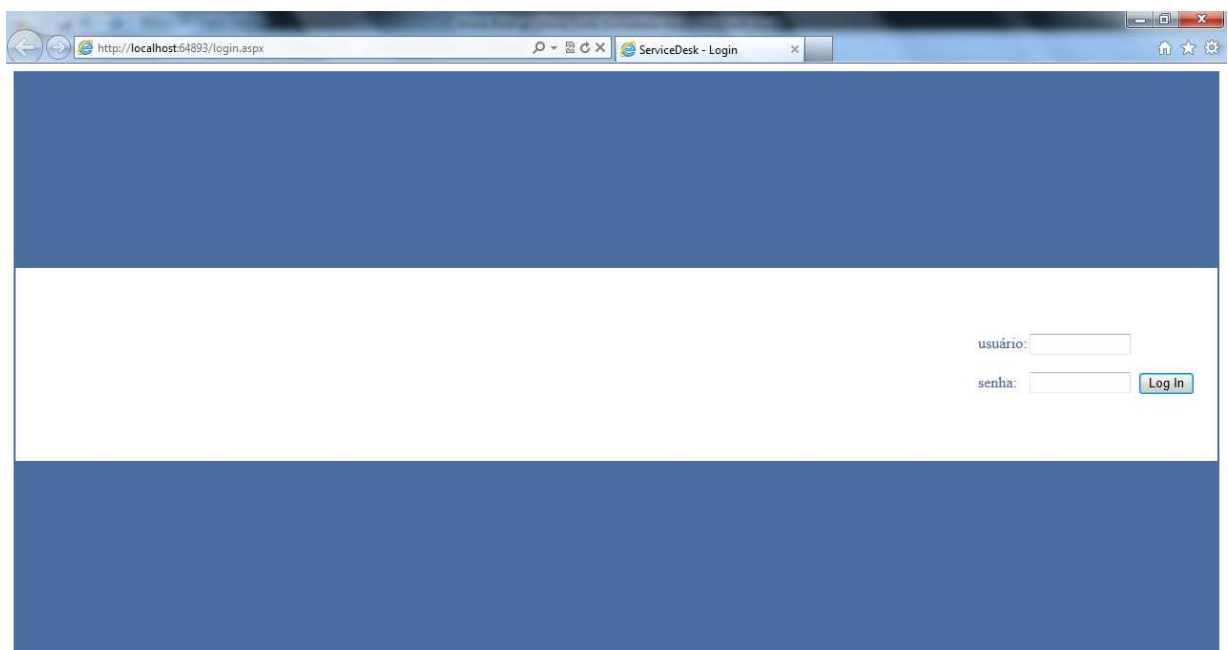 http://localhost:64893/login.aspx
ServiceDesk - Login
usuário:
senha:
Log In